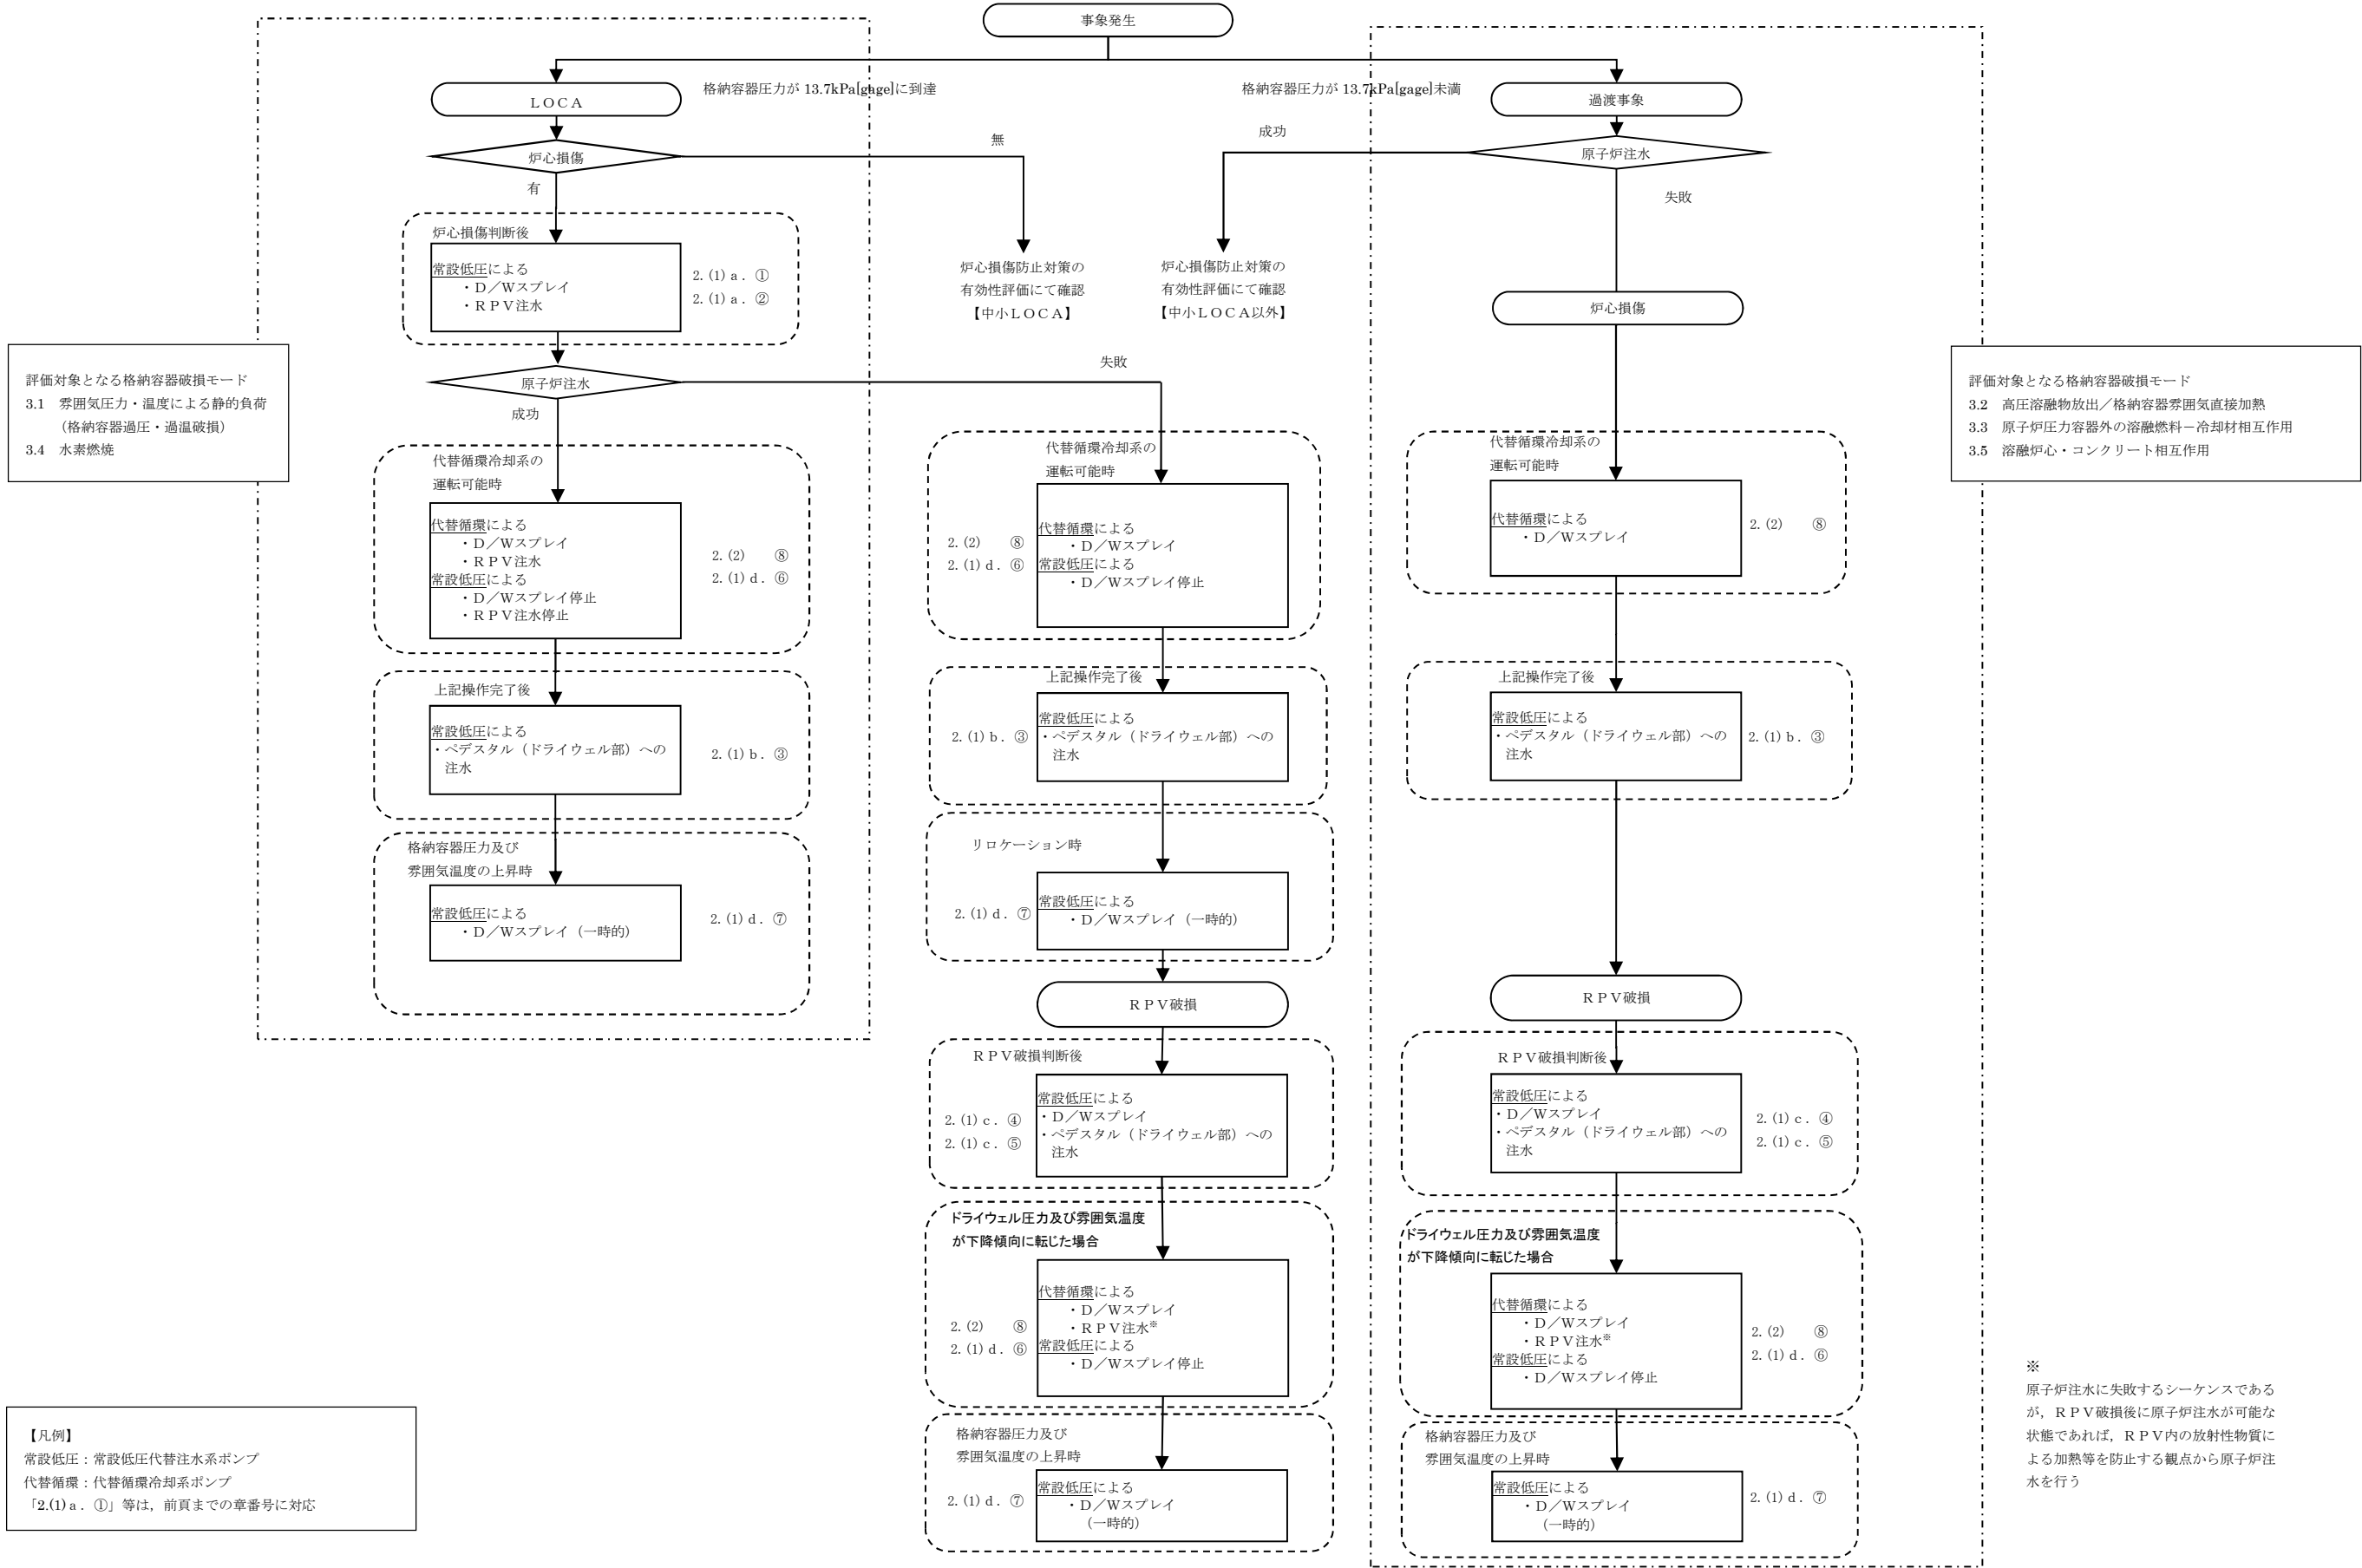 事象発生
格納容器圧力が 13.7kPa[gage]に到達
格納容器圧力が 13.7kPa[gage]未満
ＬＯＣＡ
炉心損傷
無
有
炉心損傷判断後
常設低圧による
・Ｄ／Ｗスプレイ
・ＲＰＶ注水
2. (1) a . ①
2. (1) a . ②
炉心損傷防止対策の
有効性評価にて確認
【中小ＬＯＣＡ】
原子炉注水
失敗
成功
評価対象となる格納容器破損モード
3.1　雰囲気圧力・温度による静的負荷
（格納容器過圧・過温破損）
3.4　水素燃焼
代替循環冷却系の
運転可能時
代替循環による
・Ｄ／Ｗスプレイ
・ＲＰＶ注水
常設低圧による
・Ｄ／Ｗスプレイ停止
・ＲＰＶ注水停止
2. (2)　　⑧
2. (1) d . ⑥
上記操作完了後
常設低圧による
・ペデスタル（ドライウェル部）への
注水
2. (1) b . ③
格納容器圧力及び
雰囲気温度の上昇時
常設低圧による
・Ｄ／Ｗスプレイ（一時的）
2. (1) d . ⑦
代替循環冷却系の
運転可能時
代替循環による
・Ｄ／Ｗスプレイ
常設低圧による
・Ｄ／Ｗスプレイ停止
2. (2)　　⑧
2. (1) d . ⑥
上記操作完了後
常設低圧による
・ペデスタル（ドライウェル部）への
注水
2. (1) b . ③
リロケーション時
常設低圧による
・Ｄ／Ｗスプレイ（一時的）
2. (1) d . ⑦
ＲＰＶ破損
ＲＰＶ破損判断後
常設低圧による
・Ｄ／Ｗスプレイ
・ペデスタル（ドライウェル部）への
注水
2. (1) c . ④
2. (1) c . ⑤
ドライウェル圧力及び雰囲気温度
が下降傾向に転じた場合
代替循環による
・Ｄ／Ｗスプレイ
・ＲＰＶ注水※
常設低圧による
・Ｄ／Ｗスプレイ停止
2. (2)　　⑧
2. (1) d . ⑥
格納容器圧力及び
雰囲気温度の上昇時
常設低圧による
・Ｄ／Ｗスプレイ
（一時的）
2. (1) d . ⑦
過渡事象
原子炉注水
成功
失敗
炉心損傷防止対策の
有効性評価にて確認
【中小ＬＯＣＡ以外】
炉心損傷
評価対象となる格納容器破損モード
3.2　高圧溶融物放出／格納容器雰囲気直接加熱
3.3　原子炉圧力容器外の溶融燃料－冷却材相互作用
3.5　溶融炉心・コンクリート相互作用
代替循環冷却系の
運転可能時
代替循環による
・Ｄ／Ｗスプレイ
2. (2)　　⑧
上記操作完了後
常設低圧による
・ペデスタル（ドライウェル部）への
注水
2. (1) b . ③
ＲＰＶ破損
ＲＰＶ破損判断後
常設低圧による
・Ｄ／Ｗスプレイ
・ペデスタル（ドライウェル部）への
注水
2. (1) c . ④
2. (1) c . ⑤
ドライウェル圧力及び雰囲気温度
が下降傾向に転じた場合
代替循環による
・Ｄ／Ｗスプレイ
・ＲＰＶ注水※
常設低圧による
・Ｄ／Ｗスプレイ停止
2. (2)　　⑧
2. (1) d . ⑥
格納容器圧力及び
雰囲気温度の上昇時
常設低圧による
・Ｄ／Ｗスプレイ
（一時的）
2. (1) d . ⑦
※
原子炉注水に失敗するシーケンスである
が，ＲＰＶ破損後に原子炉注水が可能な
状態であれば，ＲＰＶ内の放射性物質に
よる加熱等を防止する観点から原子炉注
水を行う
【凡例】
常設低圧：常設低圧代替注水系ポンプ
代替循環：代替循環冷却系ポンプ
「2.(1) a . ①」等は，前頁までの章番号に対応